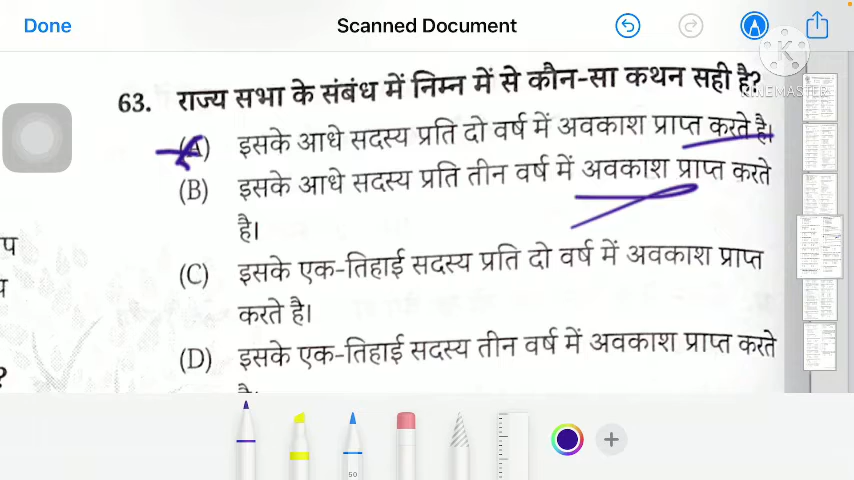 Done
Scanned Document
K
KINEMASTER
63. राज्य सभा के संबंध में निम्न में से कौन-सा कथन सही है?
(A) इसके आधे सदस्य प्रति दो वर्ष में अवकाश प्राप्त करते है।
(B) इसके आधे सदस्य प्रति तीन वर्ष में अवकाश प्राप्त करते
है।
(C) इसके एक-तिहाई सदस्य प्रति दो वर्ष में अवकाश प्राप्त
करते है।
(D) इसके एक-तिहाई सदस्य तीन वर्ष में अवकाश प्राप्त करते
प
?
50